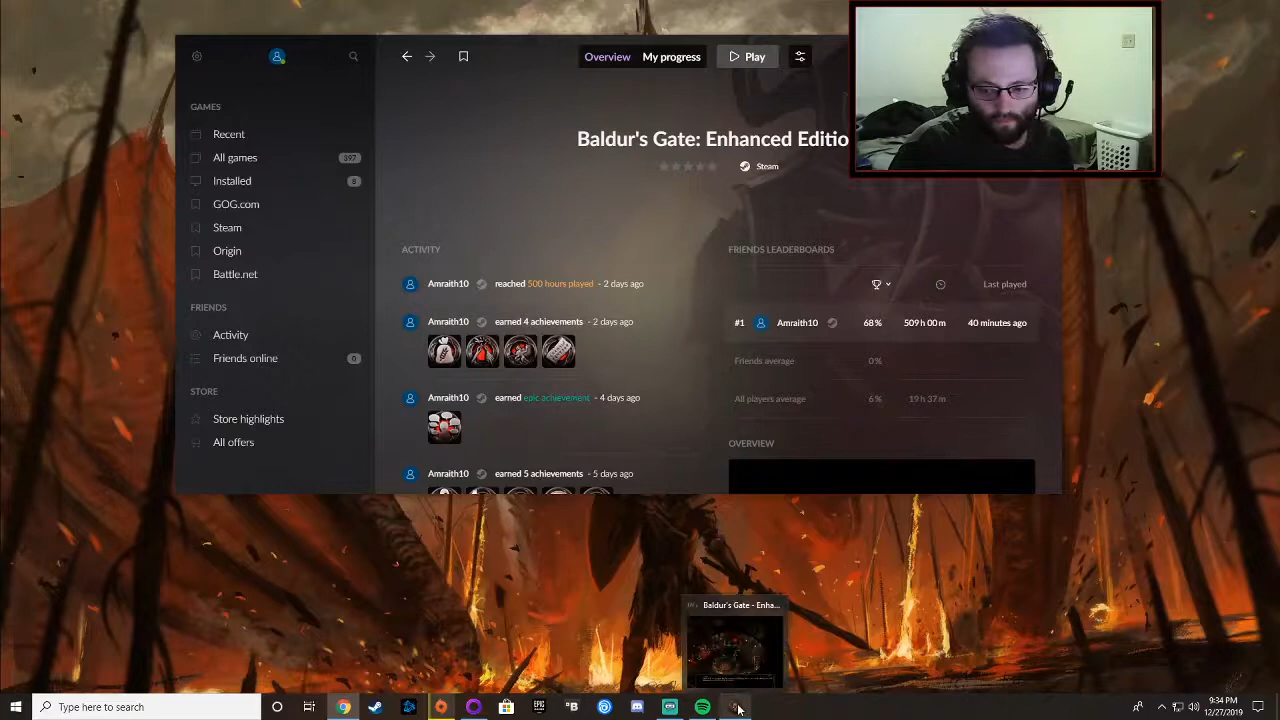 Overview My progress Play
GAMES
Baldur's Gate: Enhanced Editio
Recent
All games 397
Steam
Installed 8
GOG.com
Steam
Origin
Battle.net
FRIENDS
Activity
Friends online 0
STORE
Store highlights
All offers
ACTIVITY
Amraith10 reached 500 hours played - 2 days ago
Amraith10 earned 4 achievements - 2 days ago
Amraith10 earned epic achievement - 4 days ago
Amraith10 earned 5 achievements - 5 days ago
FRIENDS LEADERBOARDS
Last played
#1 Amraith10 68% 509 h 00 m 40 minutes ago
Friends average 0%
All players average 6% 19 h 37 m
OVERVIEW
Baldur's Gate - Enha...
Type here to search
EPIC GAMES
B
9:34 PM
12/27/2019